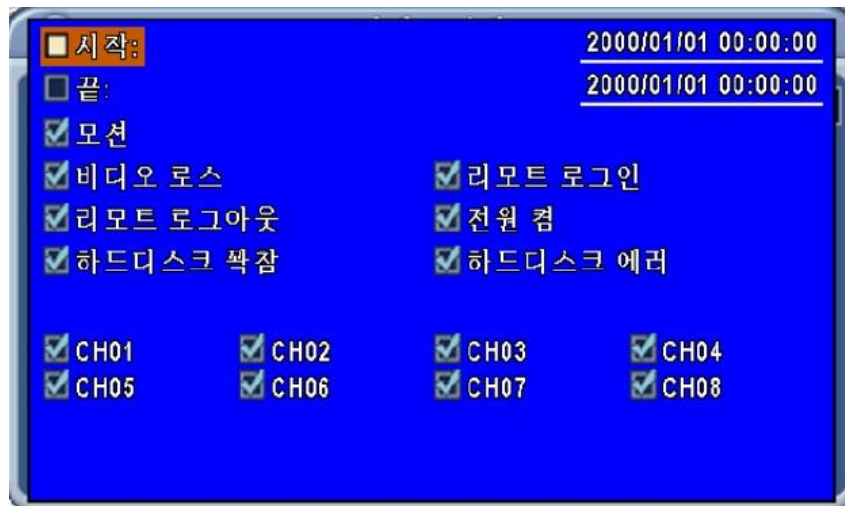 시작: 2000/01/01 00:00:00
끝: 2000/01/01 00:00:00
모션
비디오 로스 리모트 로그인
리모트 로그아웃 전원 켬
하드디스크 꽉참 하드디스크 에러
CH01 CH02 CH03 CH04
CH05 CH06 CH07 CH08